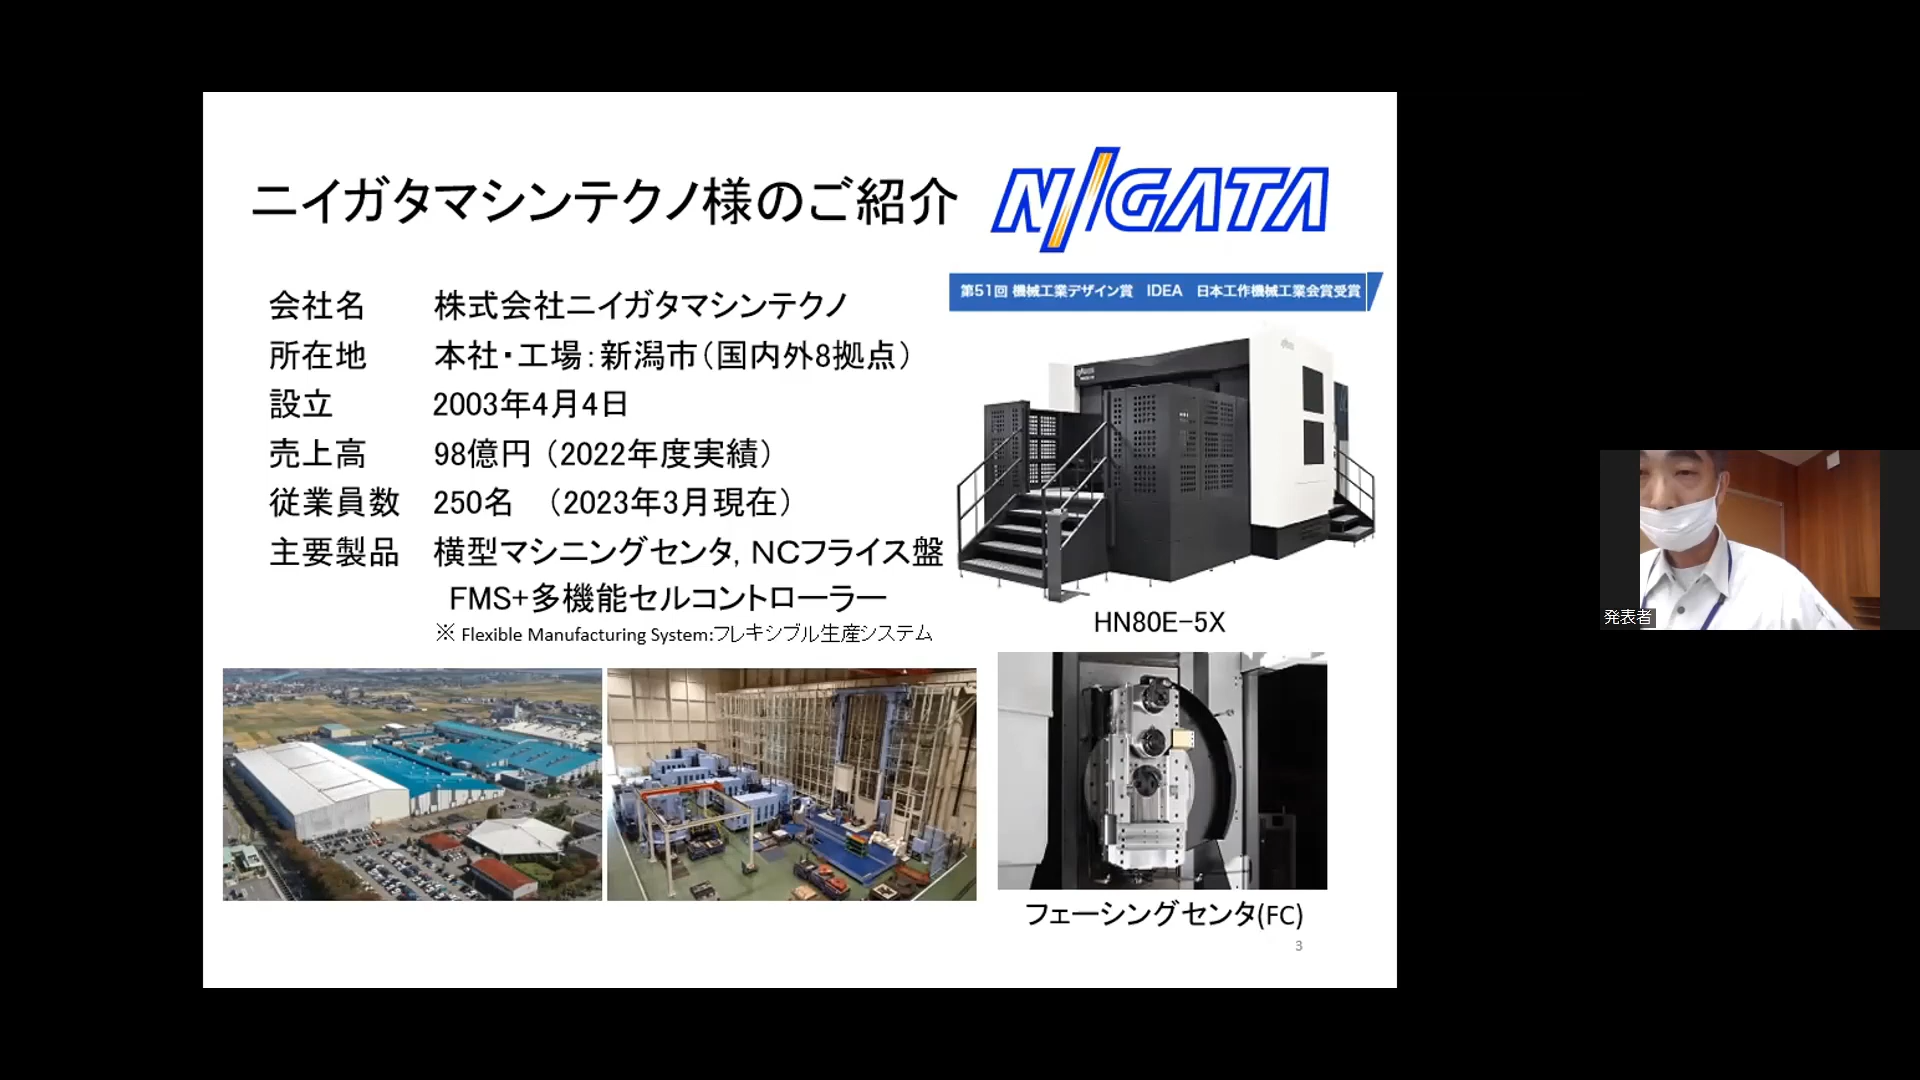 ニイガタマシンテクノ様のご紹介
NIIGATA
第51回 機械工業デザイン賞 IDEA 日本工作機械工業会賞受賞
会社名 株式会社ニイガタマシンテクノ
所在地 本社・工場：新潟市（国内外8拠点）
設立 2003年4月4日
売上高 98億円（2022年度実績）
従業員数 250名 （2023年3月現在）
主要製品 横型マシニングセンタ, NCフライス盤
FMS+多機能セルコントローラー
※ Flexible Manufacturing System:フレキシブル生産システム
HN80E-5X
フェーシングセンタ(FC)
3
発表者